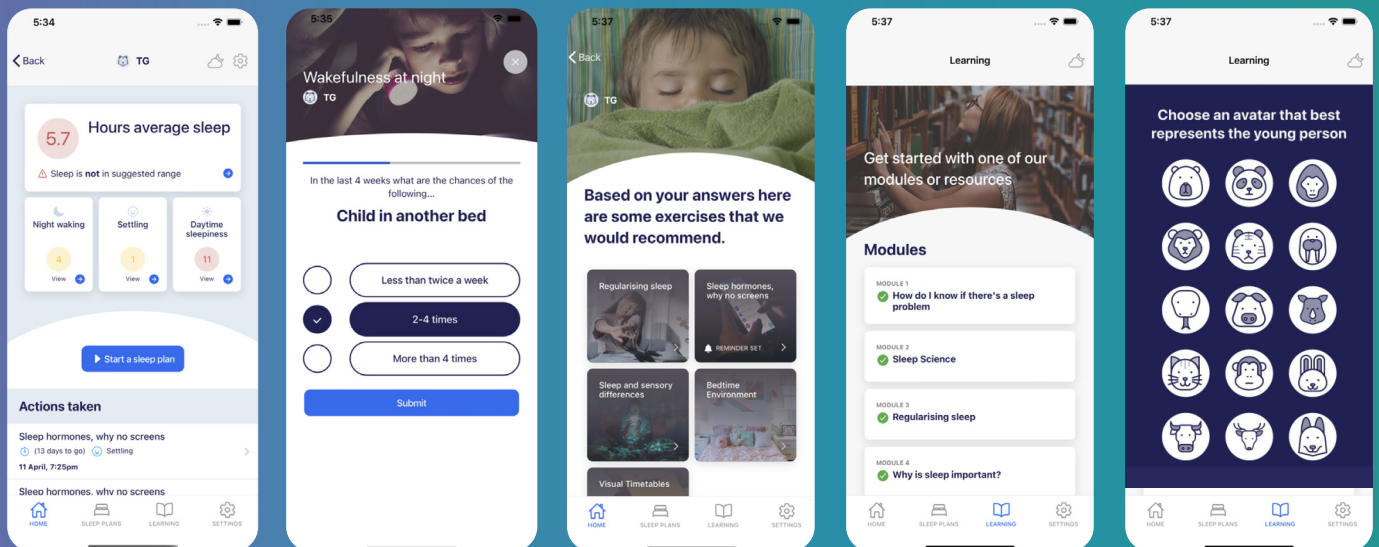 5:34
Back
TG
5.7
Hours average sleep
Sleep is not in suggested range
Night waking
4
View
Settling
1
View
Daytime
sleepiness
11
View
Start a sleep plan
Actions taken
Sleep hormones, why no screens
(13 days to go) Settling
11 April, 7:25pm
Sleep hormones, why no screens
HOME SLEEP PLANS LEARNING SETTINGS
5:35
Wakefulness at night
TG
In the last 4 weeks what are the chances of the
following...
Child in another bed
Less than twice a week
2-4 times
More than 4 times
Submit
5:37
Back
TG
Based on your answers here
are some exercises that we
would recommend.
Regularising sleep
Sleep hormones,
why no screens
REMINDER SET
Sleep and sensory
differences
Bedtime
Environment
Visual Timetables
HOME SLEEP PLANS LEARNING SETTINGS
5:37
Learning
Get started with one of our
modules or resources
Modules
MODULE 1
How do I know if there's a sleep
problem
MODULE 2
Sleep Science
MODULE 3
Regularising sleep
MODULE 4
Why is sleep important?
HOME SLEEP PLANS LEARNING SETTINGS
5:37
Learning
Choose an avatar that best
represents the young person
HOME SLEEP PLANS LEARNING SETTINGS